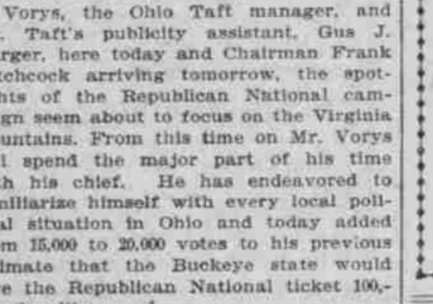 Vorys, the Ohio Taft manager, and
. Taft's publicity assistant, Gus J.
rger, here today and Chairman Frank
tchcock arriving tomorrow, the spot-
hts of the Republican National cam-
ign seem about to focus on the Virginia
untains. From this time on Mr. Vorys
l spend the major part of his time
h his chief. He has endeavored to
miliarize himself with every local poli-
al situation in Ohio and today added
m 15,000 to 20,000 votes to his previous
imate that the Buckeye state would
e the Republican National ticket 100,-